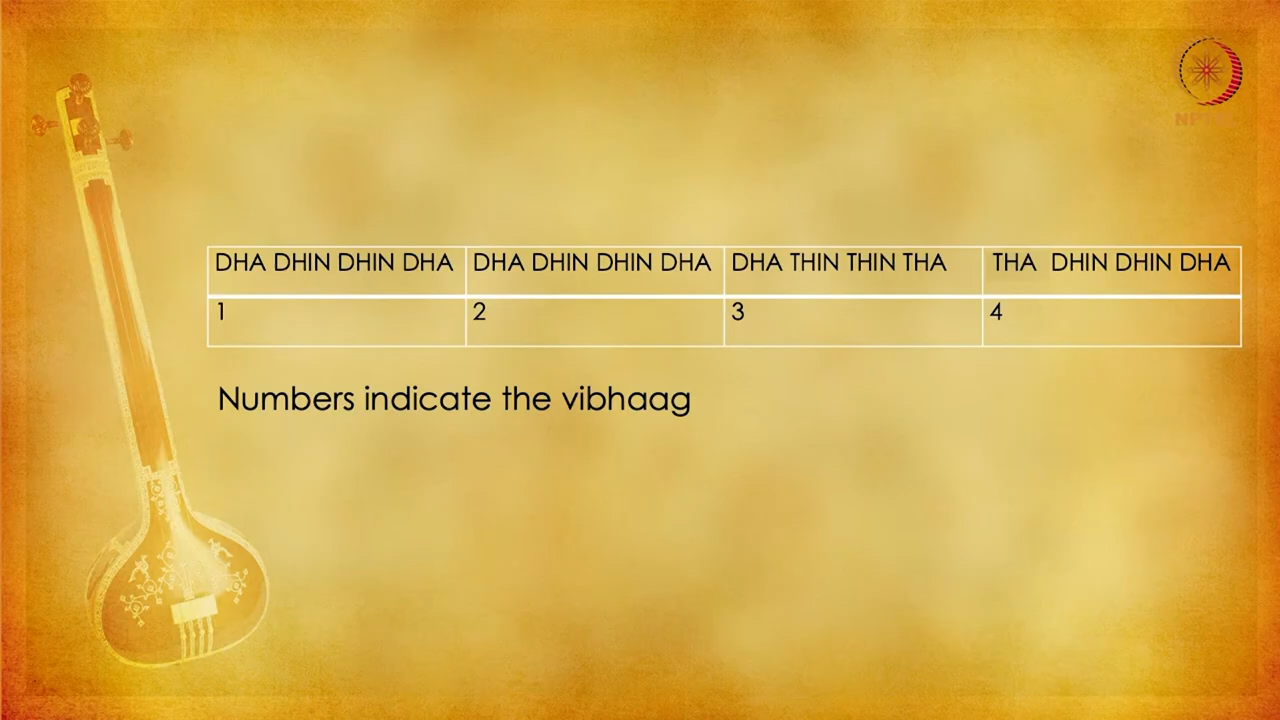 DHA DHIN DHIN DHA DHA DHIN DHIN DHA DHA THIN THIN THA THA DHIN DHIN DHA
1 2 3 4
Numbers indicate the vibhaag